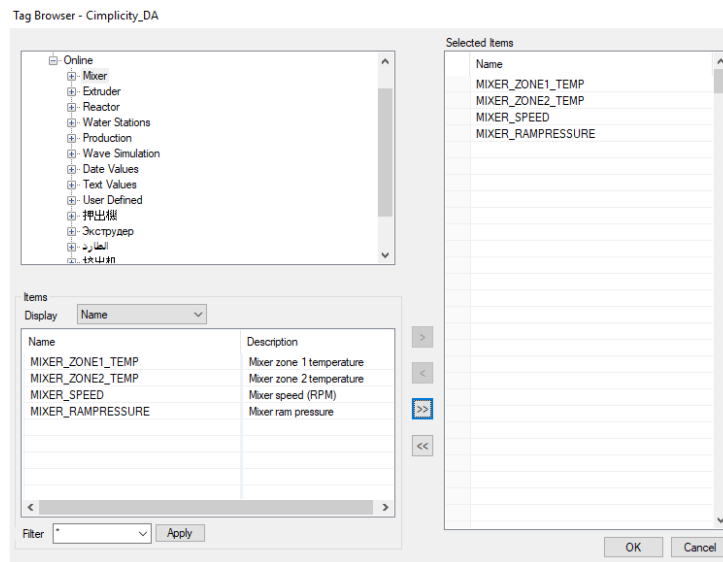 Tag Browser - Cimplicity_DA
Online
Mixer
Extruder
Reactor
Water Stations
Production
Wave Simulation
Date Values
Text Values
User Defined
押出機
Экструдер
الطارد
Items
Display Name
Name Description
MIXER_ZONE1_TEMP Mixer zone 1 temperature
MIXER_ZONE2_TEMP Mixer zone 2 temperature
MIXER_SPEED Mixer speed (RPM)
MIXER_RAMPRESSURE Mixer ram pressure
Filter * Apply
>
<
>>
<<
Selected Items
Name
MIXER_ZONE1_TEMP
MIXER_ZONE2_TEMP
MIXER_SPEED
MIXER_RAMPRESSURE
OK Cancel